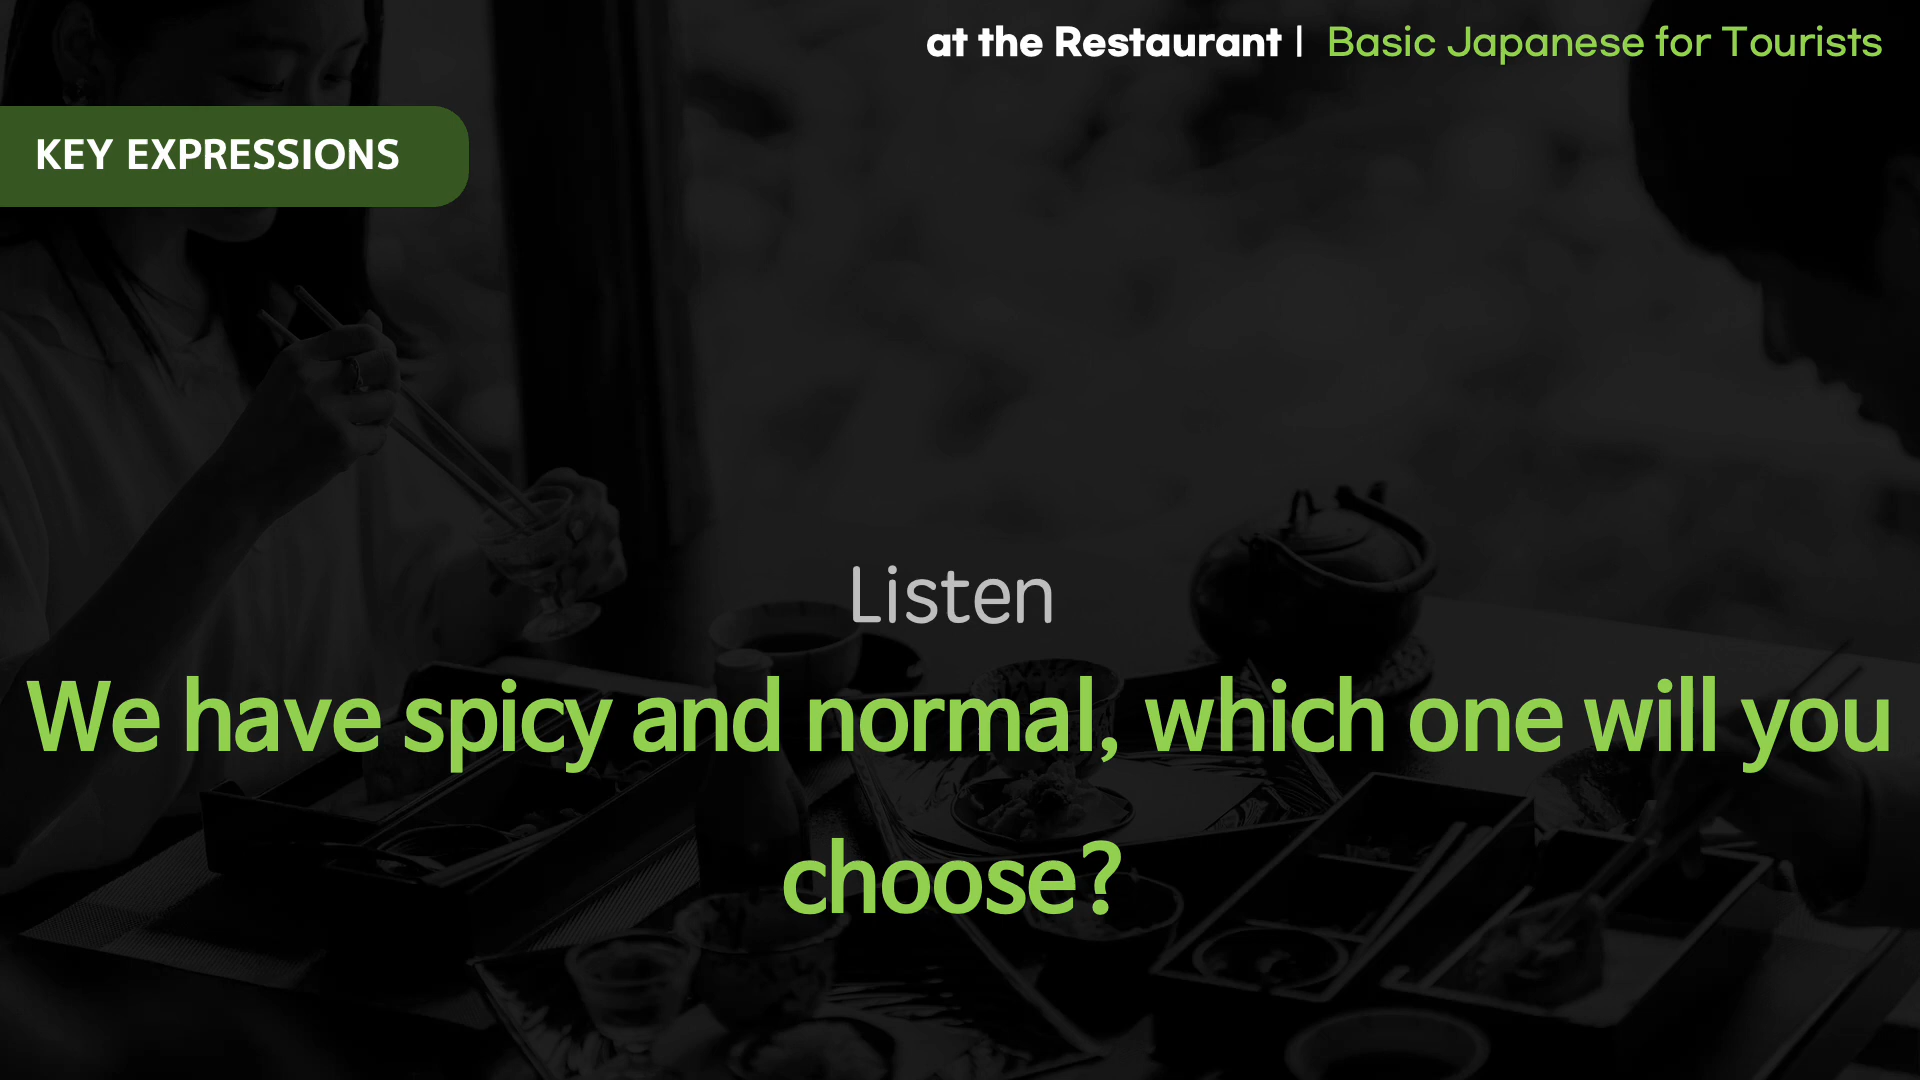 at the Restaurant | Basic Japanese for Tourists
KEY EXPRESSIONS
Listen
We have spicy and normal, which one will you
choose?